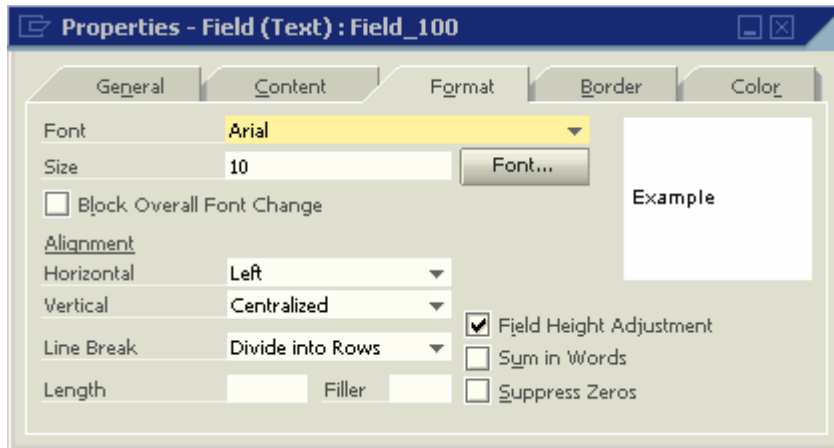 Properties - Field (Text) : Field_100
General Content Format Border Color
Font Arial
Size 10 Font...
Example
Block Overall Font Change
Alignment
Horizontal Left
Vertical Centralized
Field Height Adjustment
Line Break Divide into Rows
Sum in Words
Length Filler
Suppress Zeros